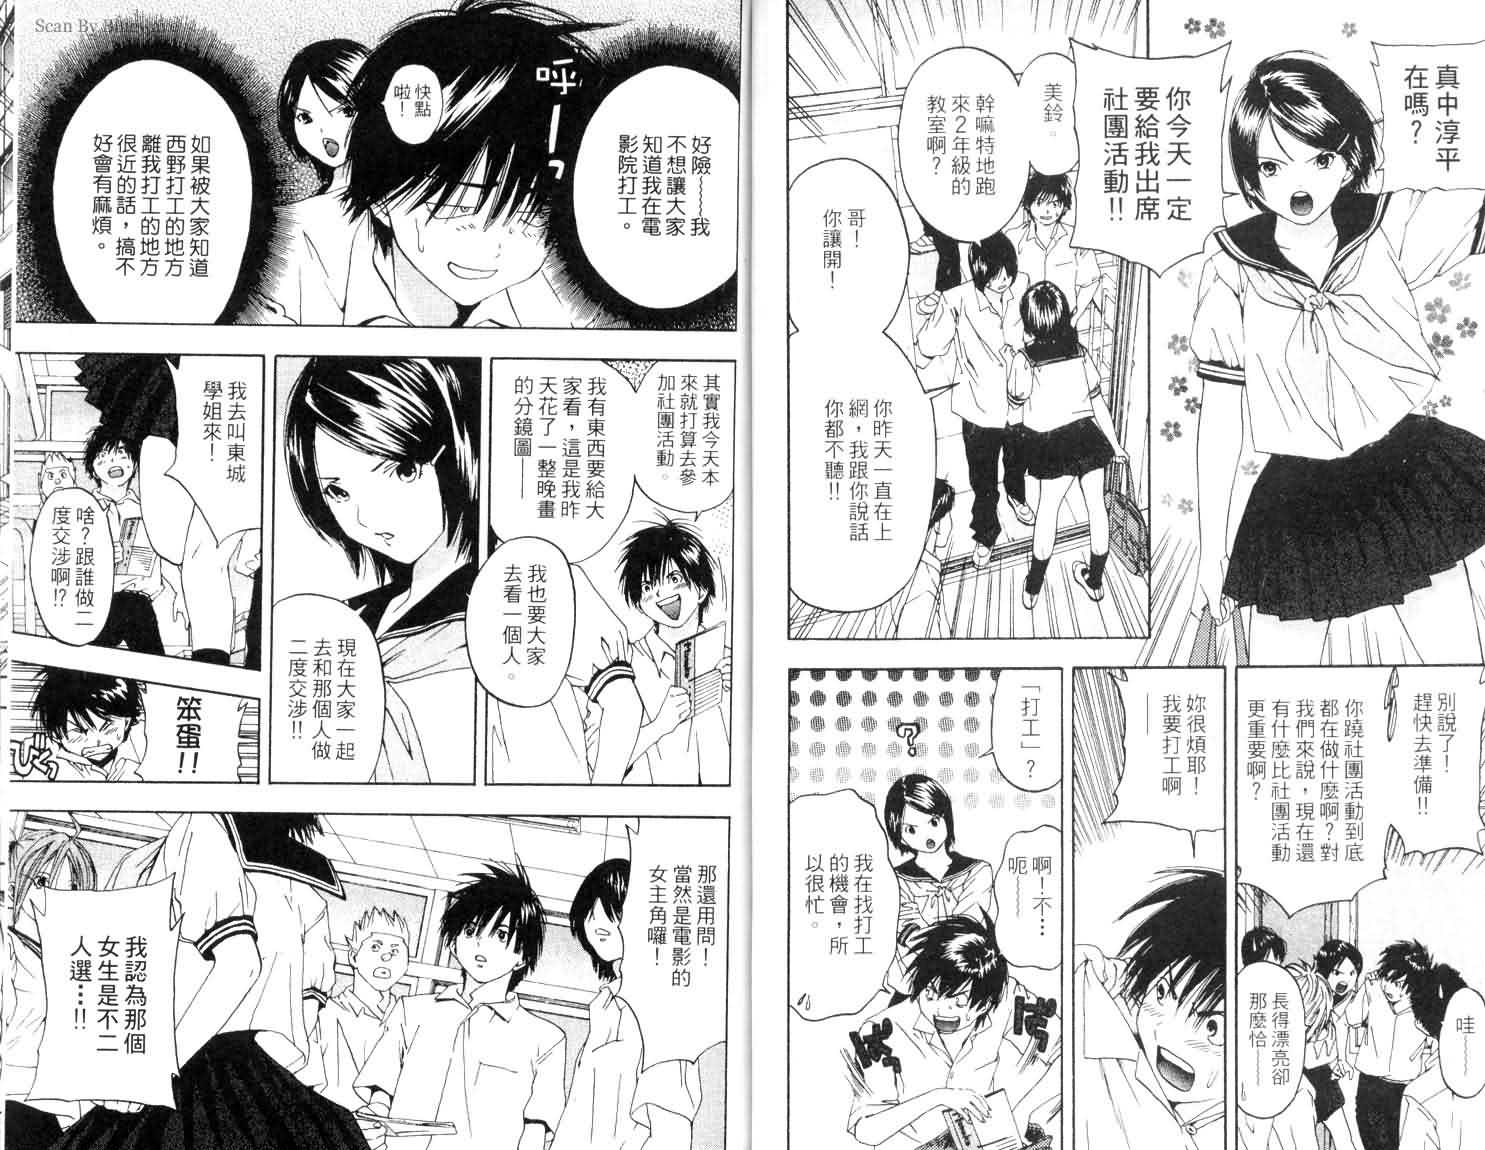 真中淳平
在嗎？
你今天一定
要給我出席
社團活動!!
美鈴。
幹嘛特地跑
來2年級的
教室啊？
哥！
你讓開！
你昨天一直在上
網，我跟你說話
你都不聽!!
別說了！
趕快去準備!!
你蹺社團活動到底
都在做什麼啊？對
我們來說，現在還
有什麼比社團活動
更重要啊？
哇——
長得漂亮卻
那麼恰——
妳很煩耶！
我要打工啊
「打工」？
？
啊！不…
呃——
我在找打工
的機會，所
以很忙。
ばっ
ばっ
Scan By
呼——
好險——我
不想讓大家
知道我在電
影院打工。
快點
啦！
如果被大家知道
西野打工的地方
離我打工的地方
很近的話，搞不
好會有麻煩。
其實我今天本
來就打算去參
加社團活動。
我有東西要給大
家看，這是我昨
天花了一整晚畫
的分鏡圖——
我也要大家
去看一個人。
現在大家一起
去和那個人做
二度交涉!!
我去叫東城
學姐來！
啥？跟誰做二
度交涉啊!?
笨蛋!!
びくっ
那還用問！
當然是電影的
女主角囉！
我認為那個
女生是不二
人選…!!